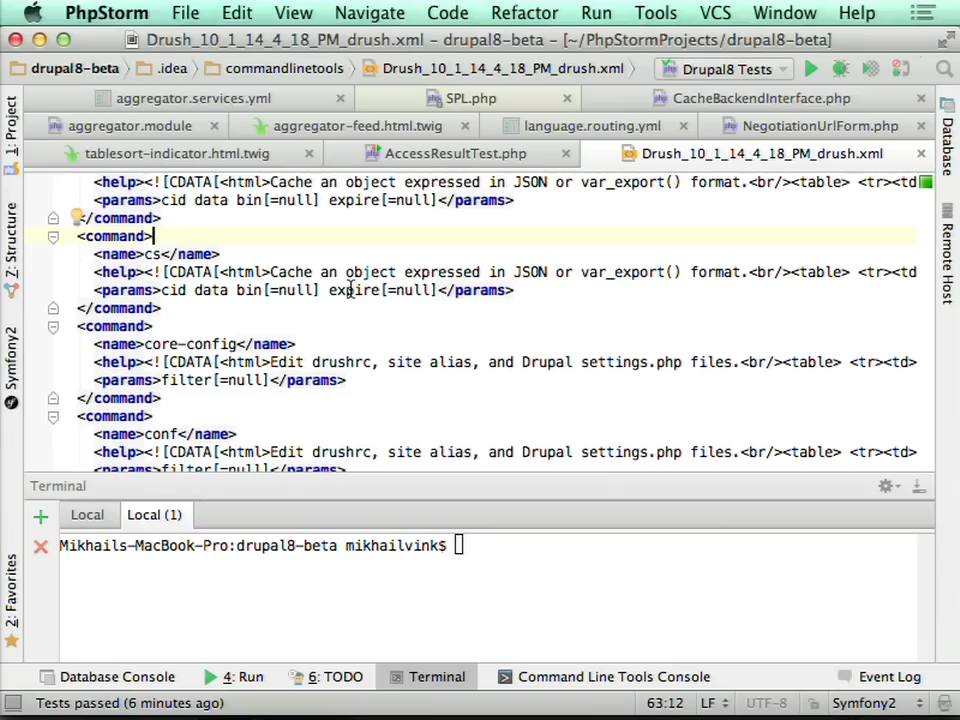 PhpStorm File Edit View Navigate Code Refactor Run Tools VCS Window Help
Drush_10_1_14_4_18_PM_drush.xml - drupal8-beta - [~/PhpStormProjects/drupal8-beta]
drupal8-beta .idea commandlinetools Drush_10_1_14_4_18_PM_drush.xml Drupal8 Tests
aggregator.services.yml SPL.php CacheBackendInterface.php
aggregator.module aggregator-feed.html.twig language.routing.yml NegotiationUrlForm.php
tablesort-indicator.html.twig AccessResultTest.php Drush_10_1_14_4_18_PM_drush.xml
1: Project
Z: Structure
Symfony2
2: Favorites
<help><![CDATA[<html>Cache an object expressed in JSON or var_export() format.<br/><table> <tr><td
<params>cid data bin[=null] expire[=null]</params>
</command>
<command>
<name>cs</name>
<help><![CDATA[<html>Cache an object expressed in JSON or var_export() format.<br/><table> <tr><td
<params>cid data bin[=null] expire[=null]</params>
</command>
<command>
<name>core-config</name>
<help><![CDATA[<html>Edit drushrc, site alias, and Drupal settings.php files.<br/><table> <tr><td>
<params>filter[=null]</params>
</command>
<command>
<name>conf</name>
<help><![CDATA[<html>Edit drushrc, site alias, and Drupal settings.php files.<br/><table> <tr><td>
<params>filter[=null]</params>
Database
Remote Host
Terminal
Local Local (1)
Mikhails-MacBook-Pro:drupal8-beta mikhailvink$
Database Console 4: Run 6: TODO Terminal Command Line Tools Console Event Log
Tests passed (6 minutes ago) 63:12 LF UTF-8 Symfony2